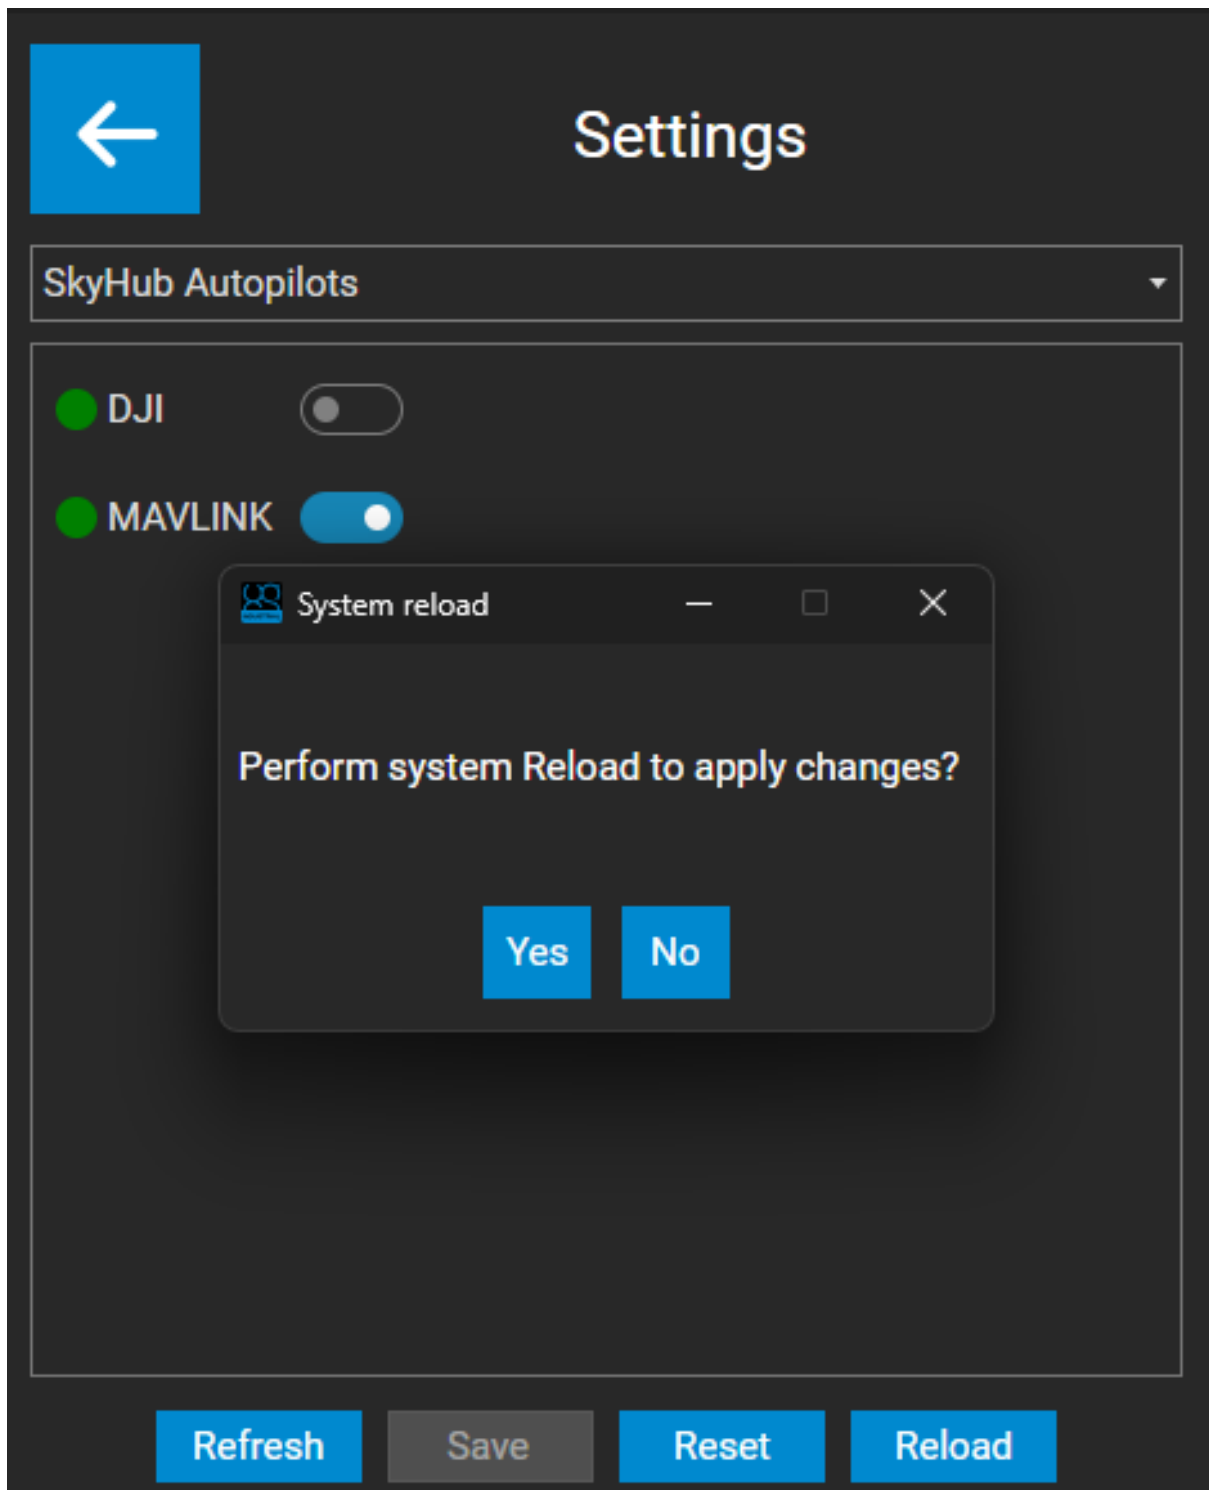 Settings
SkyHub Autopilots
DJI
MAVLINK
System reload
Perform system Reload to apply changes?
Yes No
Refresh Save Reset Reload